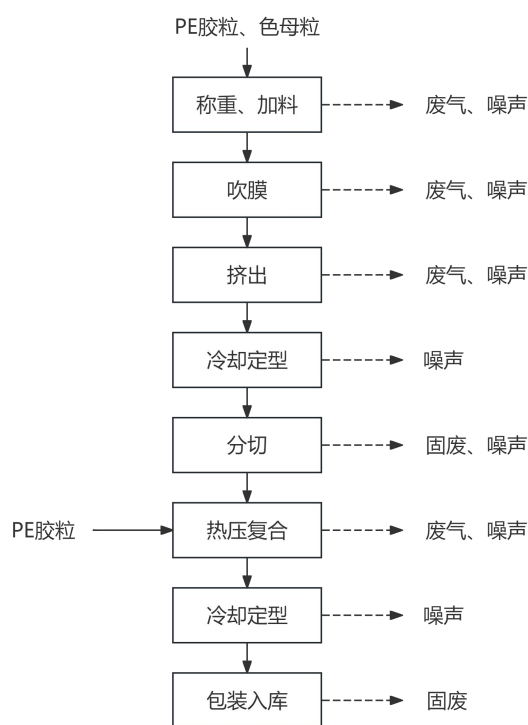 PE胶粒、色母粒
称重、加料
废气、噪声
吹膜
废气、噪声
挤出
废气、噪声
冷却定型
噪声
分切
固废、噪声
PE胶粒
热压复合
废气、噪声
冷却定型
噪声
包装入库
固废